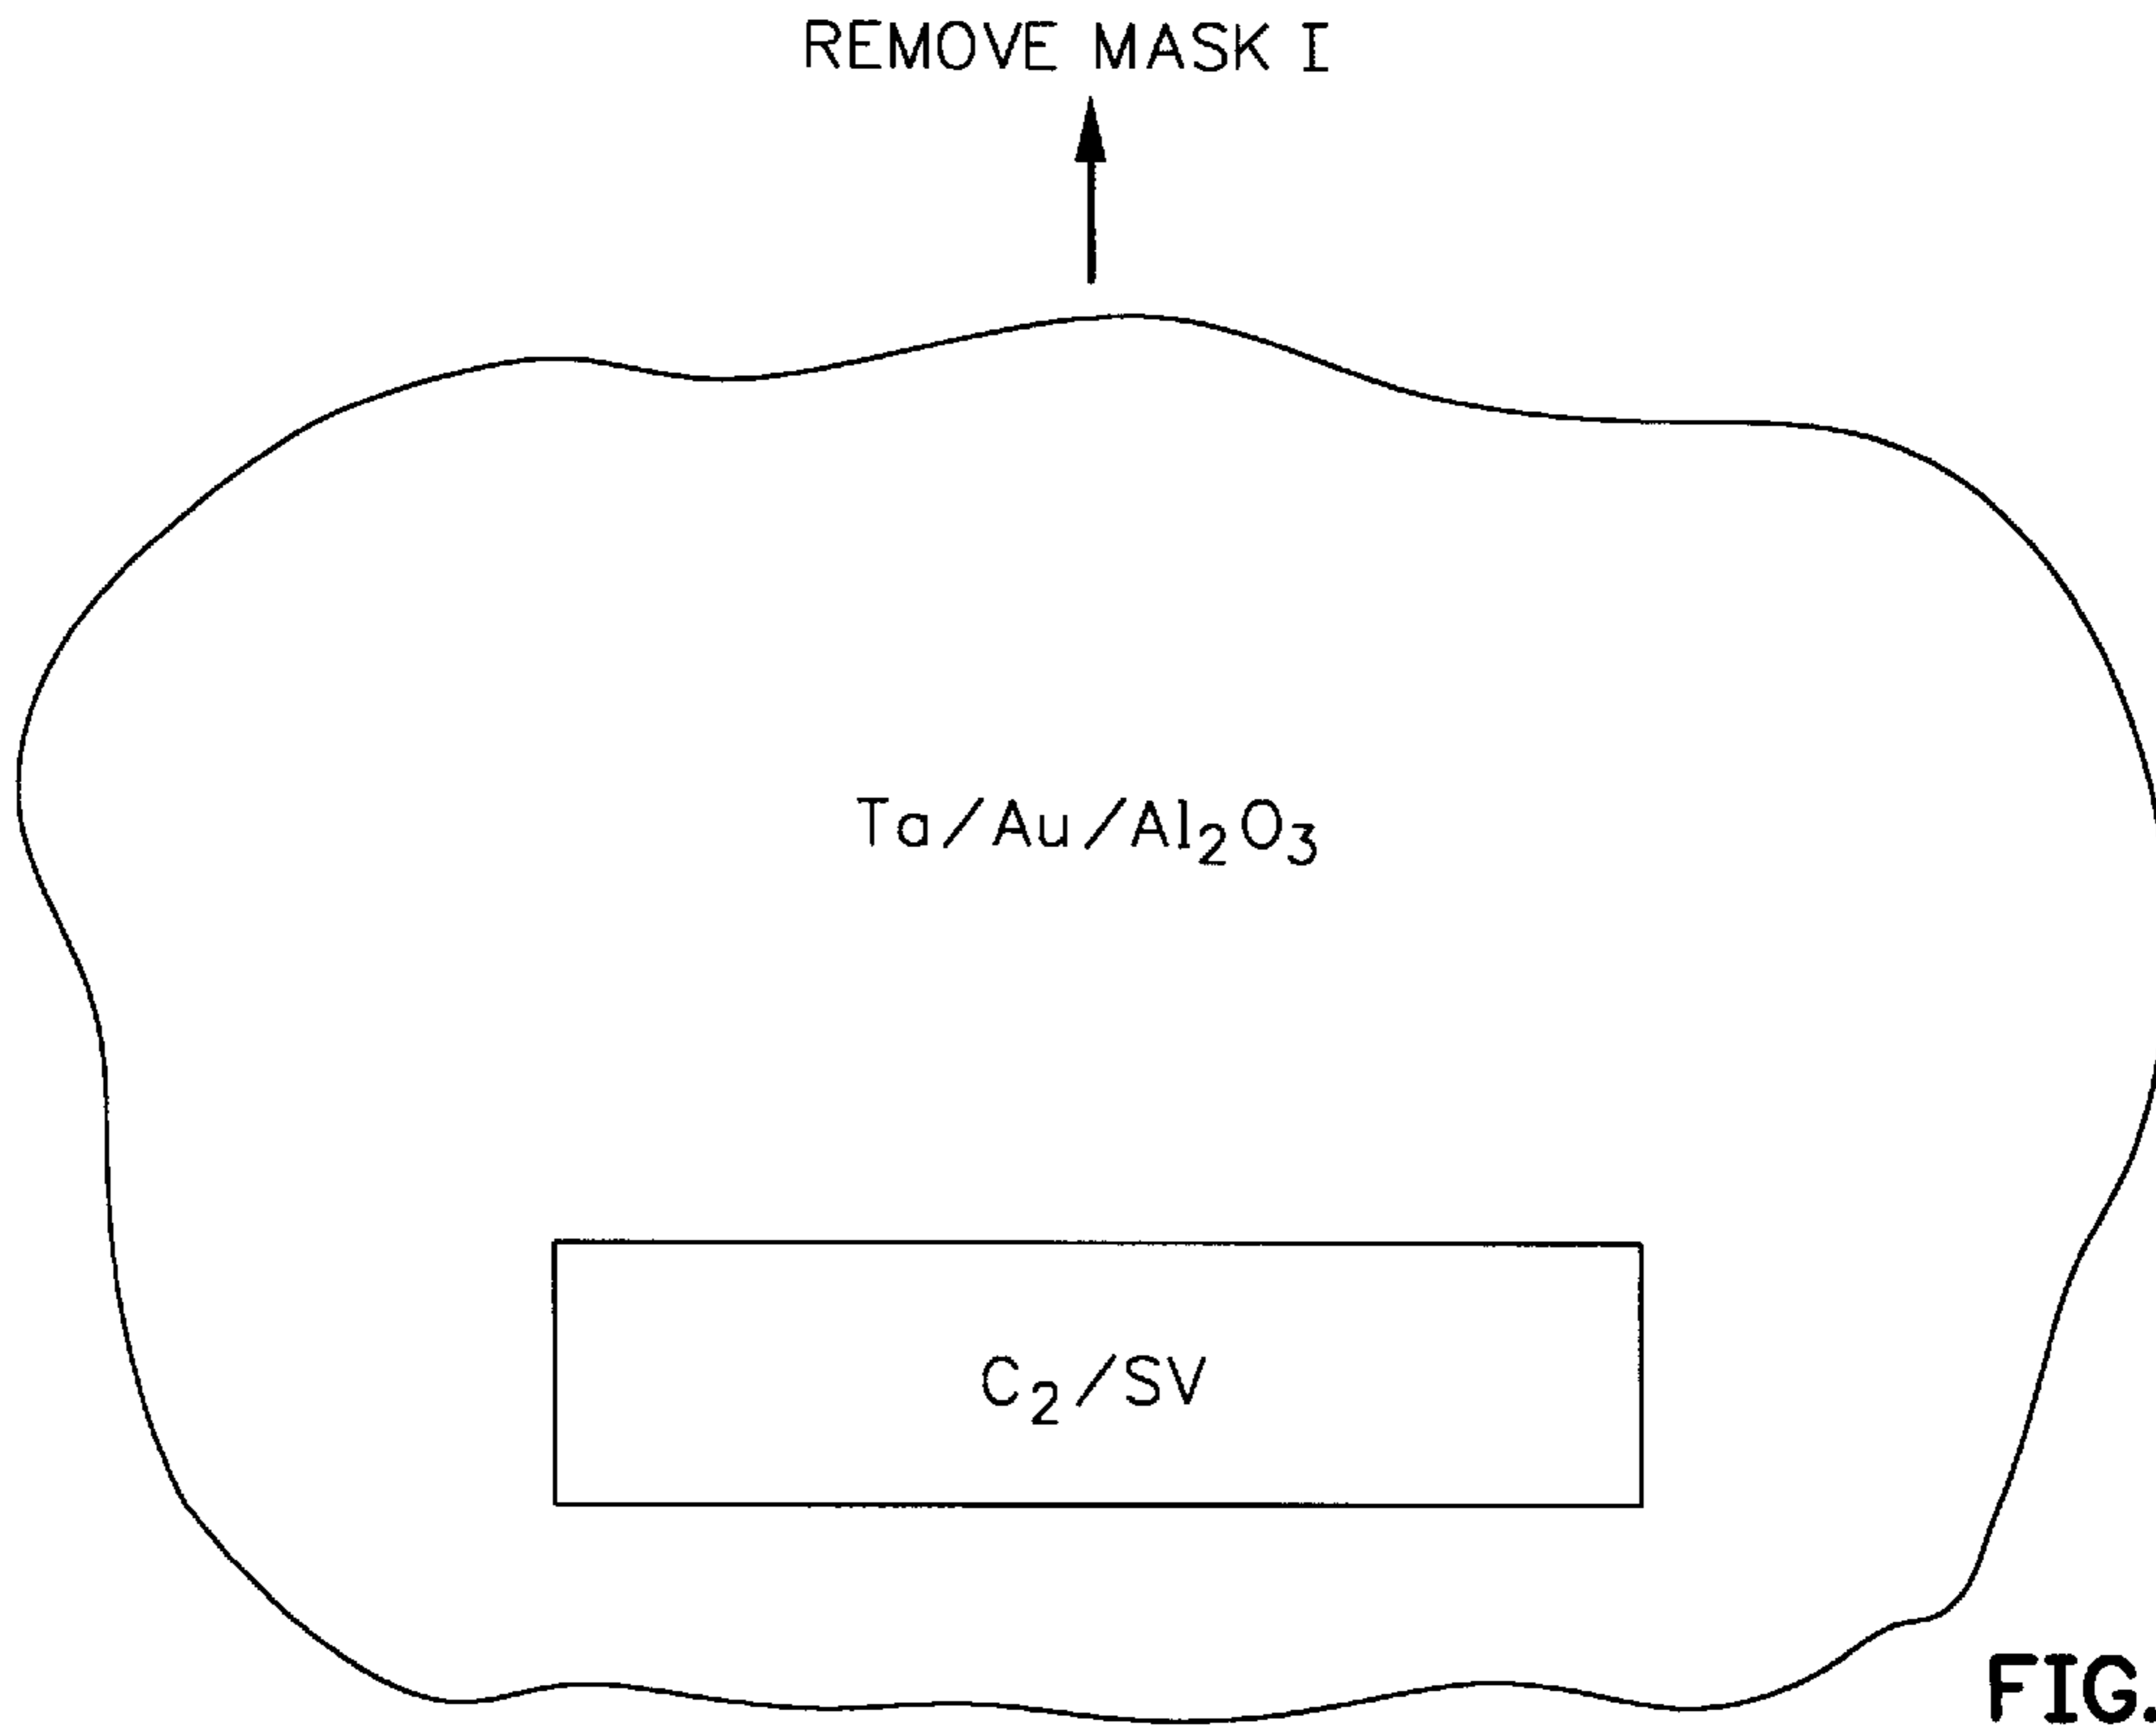 REMOVE MASK I
Ta/Au/Al₂O₃
C₂/SV
FIG.